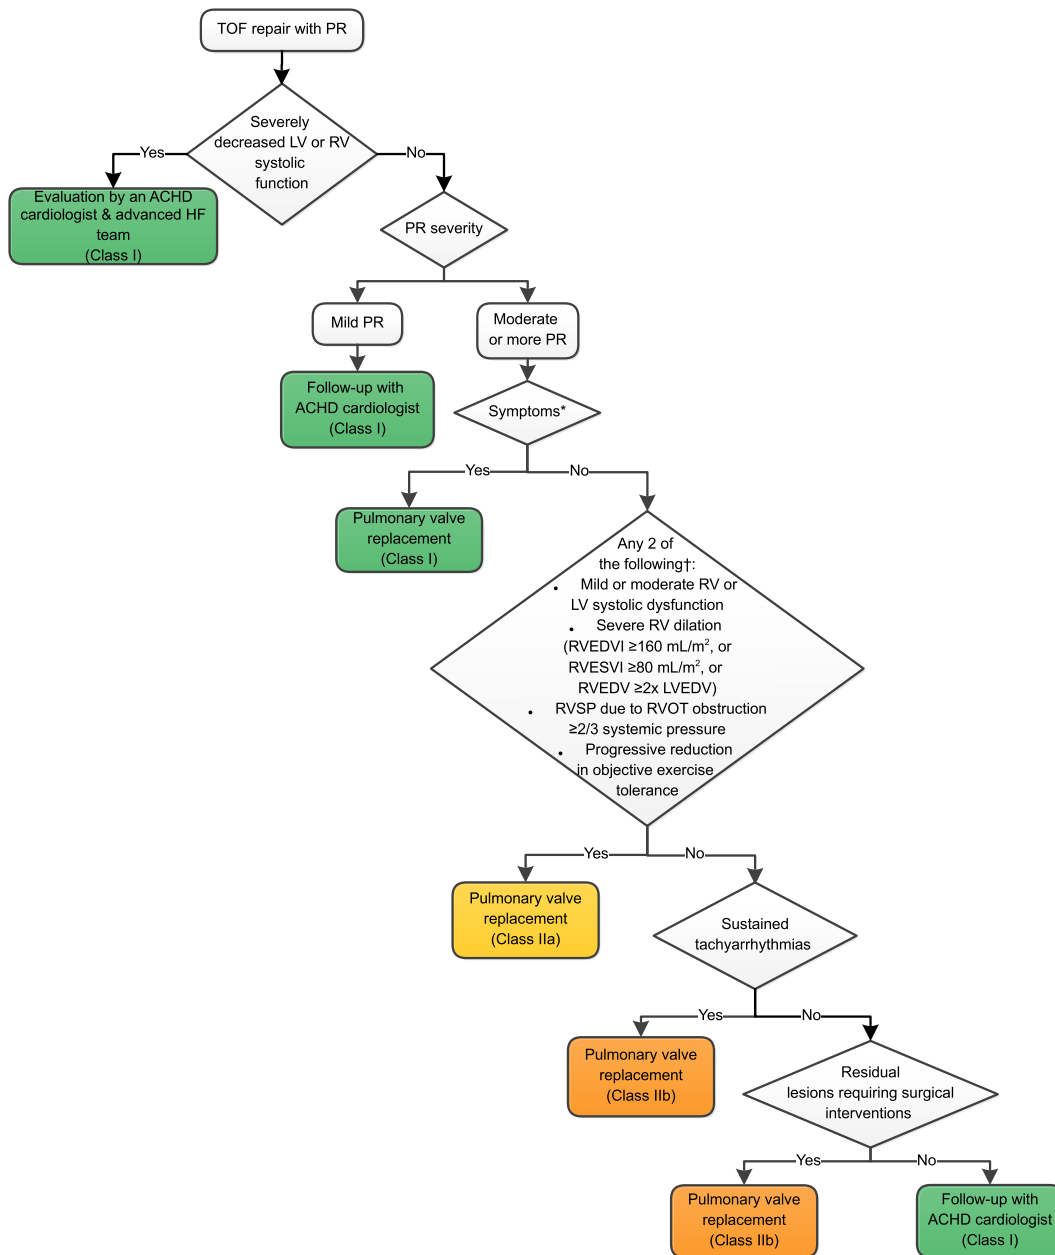 TOF repair with PR
Severely
decreased LV or RV
systolic
function
Yes
No
Evaluation by an ACHD
cardiologist & advanced HF
team
(Class I)
PR severity
Mild PR
Moderate
or more PR
Follow-up with
ACHD cardiologist
(Class I)
Symptoms*
Yes
No
Pulmonary valve
replacement
(Class I)
Any 2 of
the following†:
• Mild or moderate RV or
LV systolic dysfunction
• Severe RV dilation
(RVEDVI ≥160 mL/m², or
RVESVI ≥80 mL/m², or
RVEDV ≥2x LVEDV)
• RVSP due to RVOT obstruction
≥2/3 systemic pressure
• Progressive reduction
in objective exercise
tolerance
Yes
No
Pulmonary valve
replacement
(Class IIa)
Sustained
tachyarrhythmias
Yes
No
Pulmonary valve
replacement
(Class IIb)
Residual
lesions requiring surgical
interventions
Yes
No
Pulmonary valve
replacement
(Class IIb)
Follow-up with
ACHD cardiologist
(Class I)